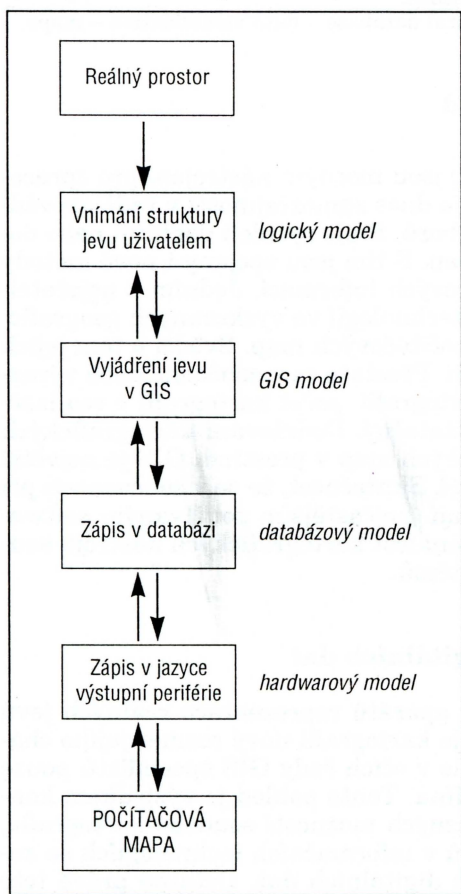 Reálný prostor
Vnímání struktury
jevu uživatelem
logický model
Vyjádření jevu
v GIS
GIS model
Zápis v databázi
databázový model
Zápis v jazyce
výstupní periférie
hardwarový model
POČÍTAČOVÁ
MAPA